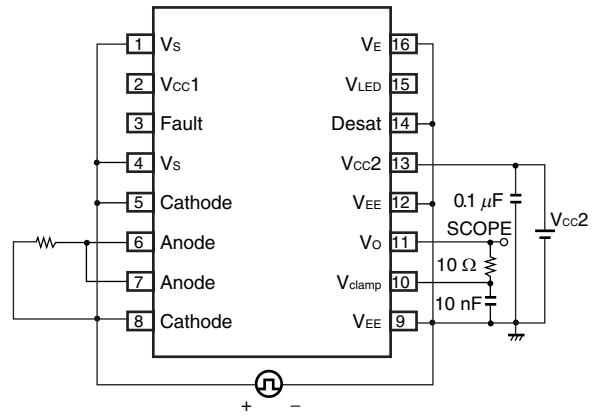 1 VS
2 VCC1
3 Fault
4 VS
5 Cathode
6 Anode
7 Anode
8 Cathode
VE 16
VLED 15
Desat 14
VCC2 13
VEE 12
VO 11
Vclamp 10
VEE 9
0.1 μF
VCC2
SCOPE
10 Ω
10 nF
+ −